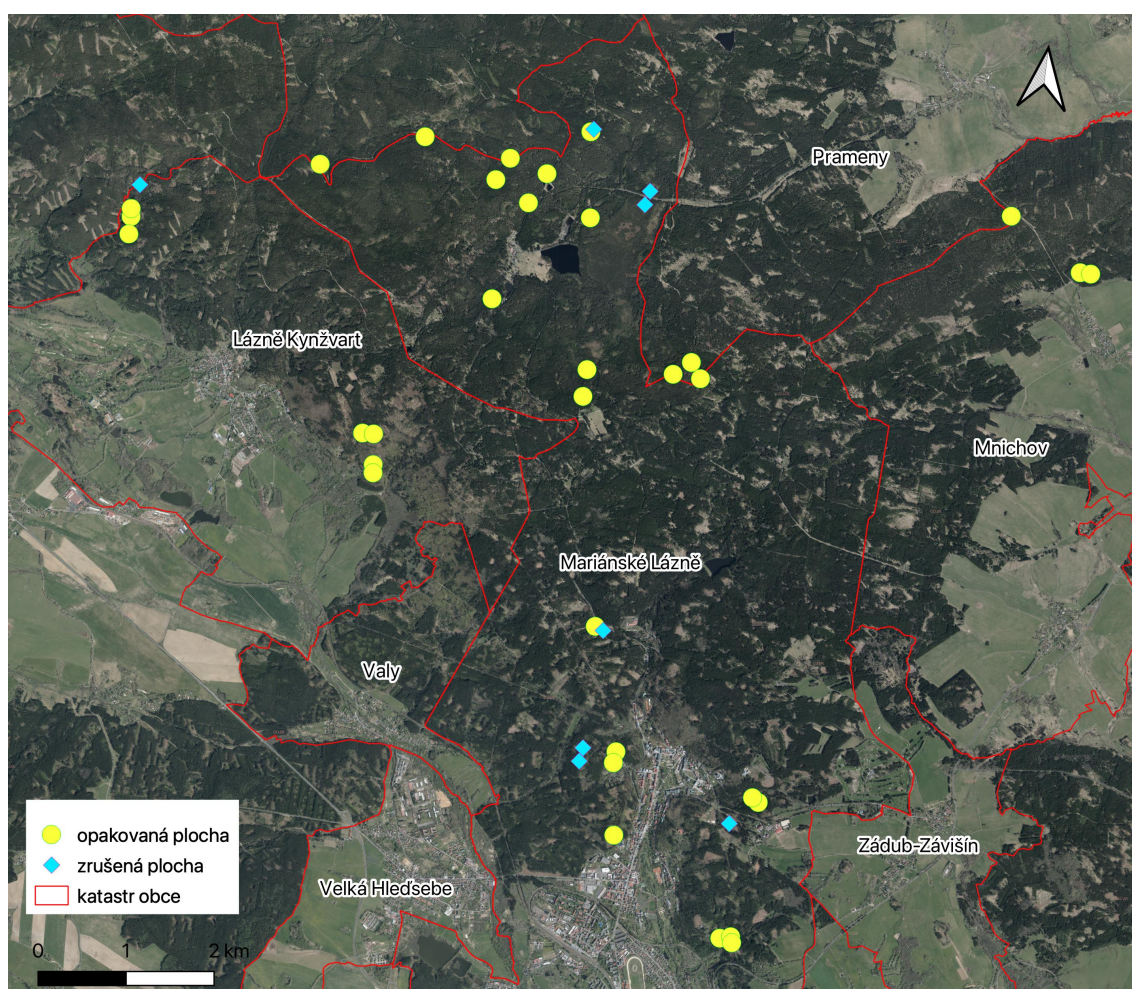 Prameny
Lázně Kynžvart
Mnichov
Mariánské Lázně
Valy
opakovaná plocha
zrušená plocha
katastr obce
Zádub-Závišín
Velká Hleďsebe
0 1 2 km